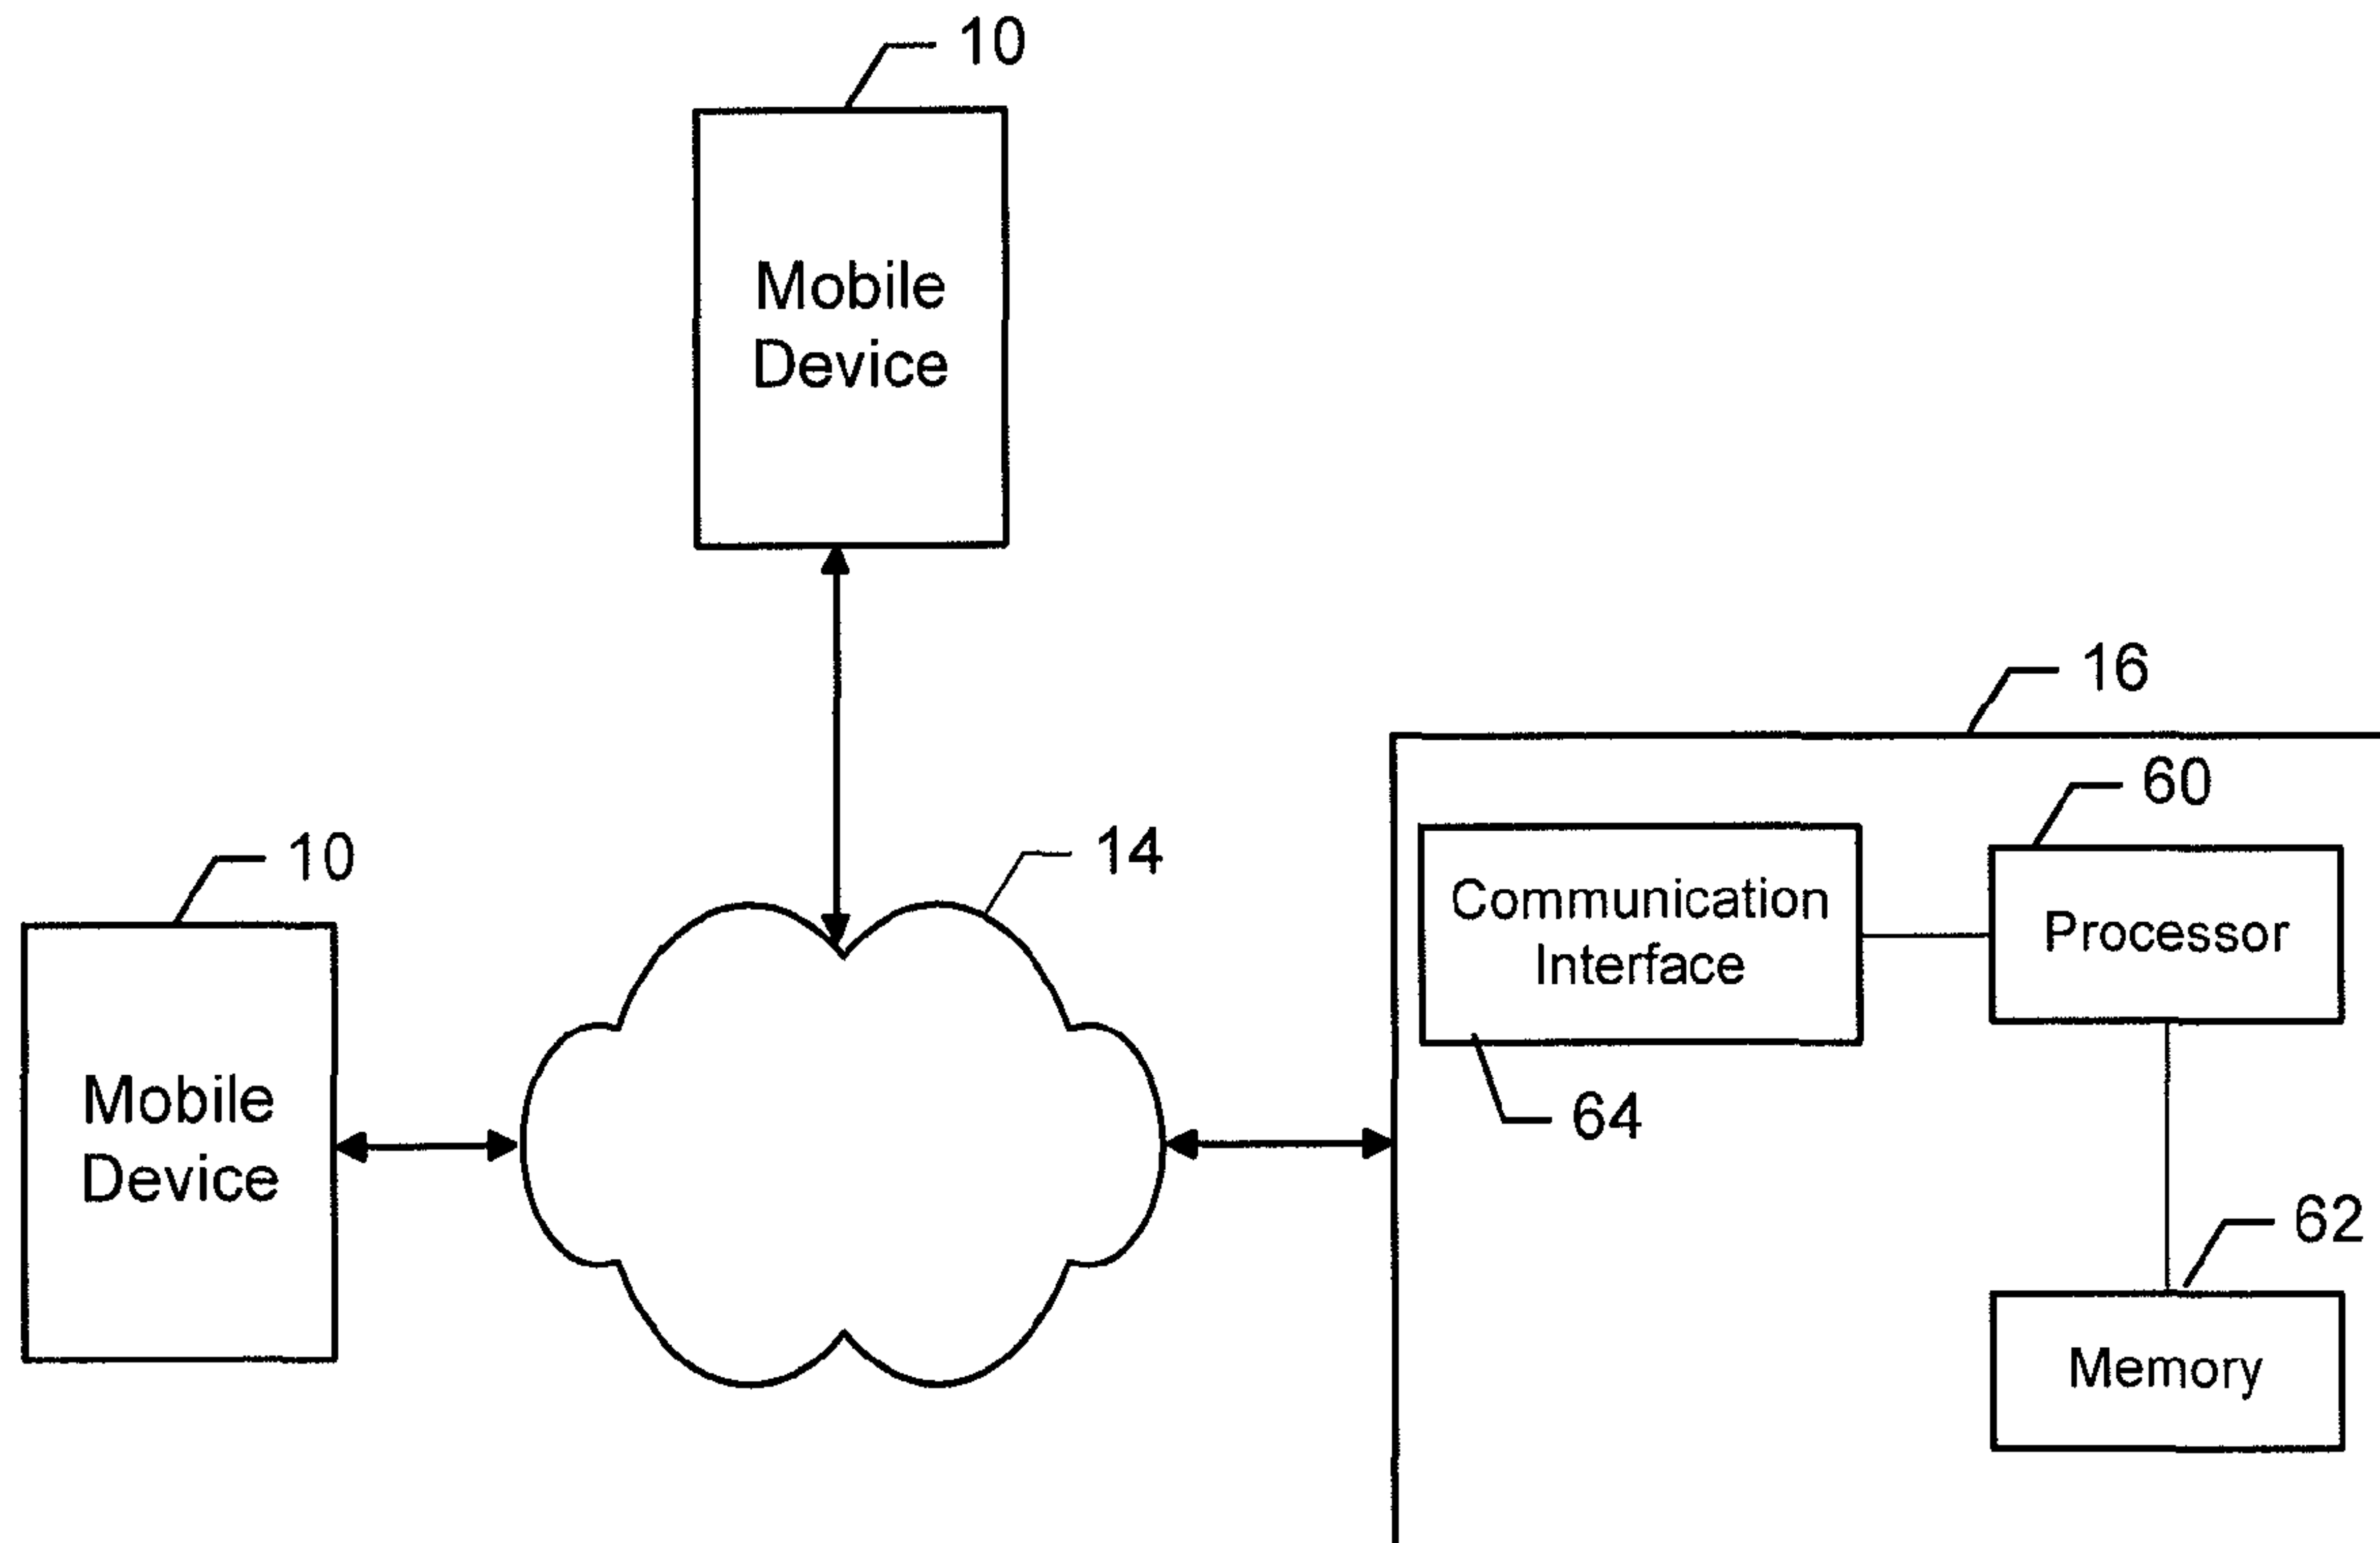 10
Mobile
Device
16
60
10
14
Communication
Interface
Processor
Mobile
Device
64
62
Memory